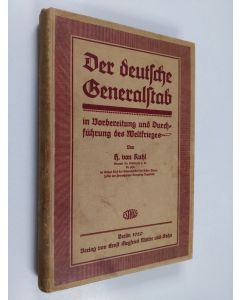 Der deutsche
Generalstab
in Vorbereitung und Durch-
führung des Weltkrieges
Von
H. von Kuhl
Berlin 1920
Verlag von Ernst Siegfried Mittler und Sohn